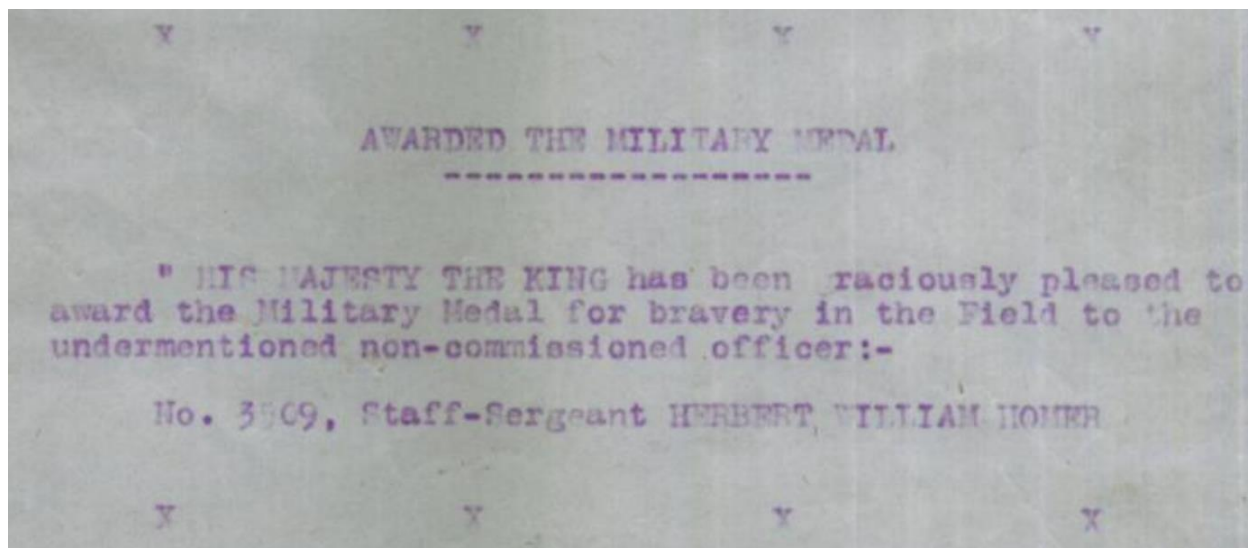 X X X X
AWARDED THE MILITARY MEDAL
------------------
" HIS MAJESTY THE KING has been raciously pleased to
award the Military Medal for bravery in the Field to the
undermentioned non-commissioned officer:-
No. Staff-Sergeant HERBERT WILLIAM HOMER
X X X X